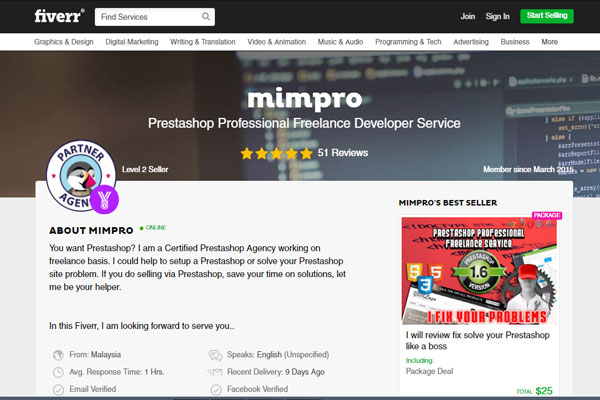 fiverr®
Find Services
Join Sign In Start Selling
Graphics & Design Digital Marketing Writing & Translation Video & Animation Music & Audio Programming & Tech Advertising Business More
mimpro
Prestashop Professional Freelance Developer Service
51 Reviews
PARTNER
AGENCY
Level 2 Seller
Member since March 2015
ABOUT MIMPRO
ONLINE
You want Prestashop? I am a Certified Prestashop Agency working on
freelance basis. I could help to setup a Prestashop or solve your Prestashop
site problem. If you do selling via Prestashop, save your time on solutions, let
me be your helper.
In this Fiverr, I am looking forward to serve you..
From: Malaysia
Speaks: English (Unspecified)
Avg. Response Time: 1 Hrs.
Recent Delivery: 9 Days Ago
Email Verified
Facebook Verified
MIMPRO'S BEST SELLER
PACKAGE
PRESTASHOP PROFESSIONAL
FREELANCE SERVICE
PRESTASHOP
1.6
VERSION
I FIX YOUR PROBLEMS
I will review fix solve your Prestashop
like a boss
Including:
Package Deal
TOTAL $25